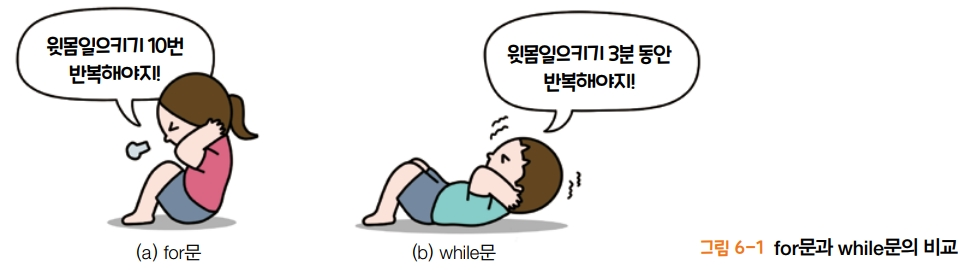 윗몸일으키기 10번
반복해야지!
윗몸일으키기 3분 동안
반복해야지!
(a) for문
(b) while문
그림 6-1 for문과 while문의 비교